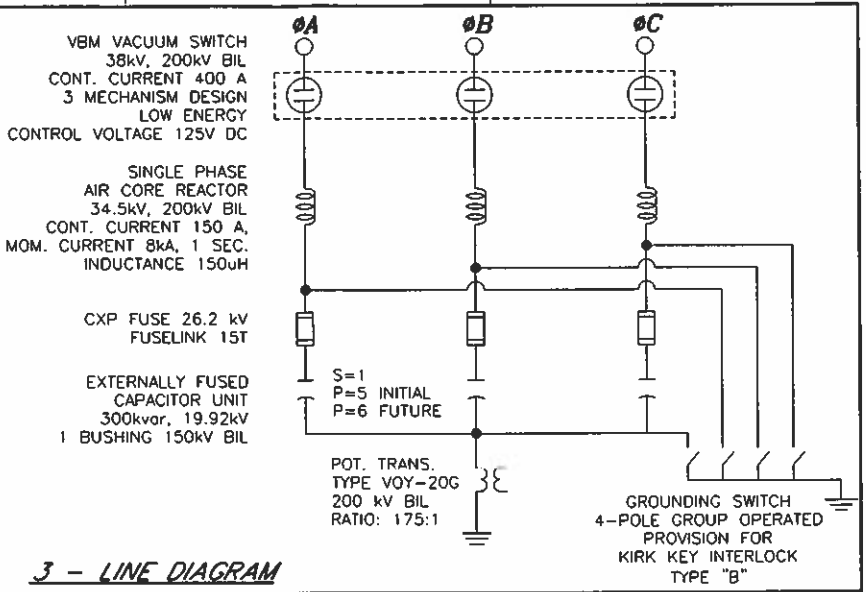 øA
øB
øC
VBM VACUUM SWITCH
38kV, 200kV BIL
CONT. CURRENT 400 A
3 MECHANISM DESIGN
LOW ENERGY
CONTROL VOLTAGE 125V DC
SINGLE PHASE
AIR CORE REACTOR
34.5kV, 200kV BIL
CONT. CURRENT 150 A,
MOM. CURRENT 8kA, 1 SEC.
INDUCTANCE 150uH
CXP FUSE 26.2 kV
FUSELINK 15T
EXTERNALLY FUSED
CAPACITOR UNIT
300kvar, 19.92kV
1 BUSHING 150kV BIL
S=1
P=5 INITIAL
P=6 FUTURE
POT. TRANS.
TYPE VOY-20G
200 kV BIL
RATIO: 175:1
GROUNDING SWITCH
4-POLE GROUP OPERATED
PROVISION FOR
KIRK KEY INTERLOCK
TYPE "B"
3 - LINE DIAGRAM